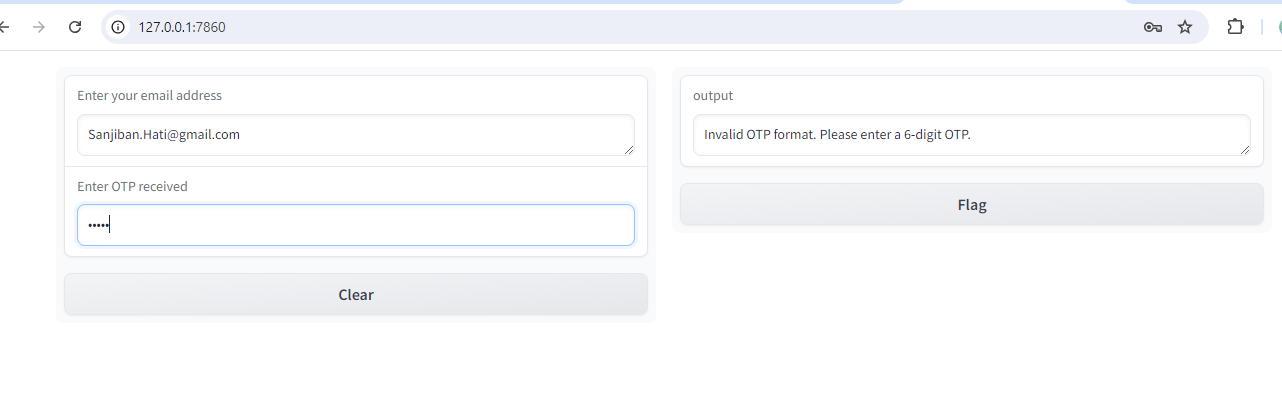 127.0.0.1:7860
Enter your email address
Sanjiban.Hati@gmail.com
Enter OTP received
•••••
Clear
output
Invalid OTP format. Please enter a 6-digit OTP.
Flag